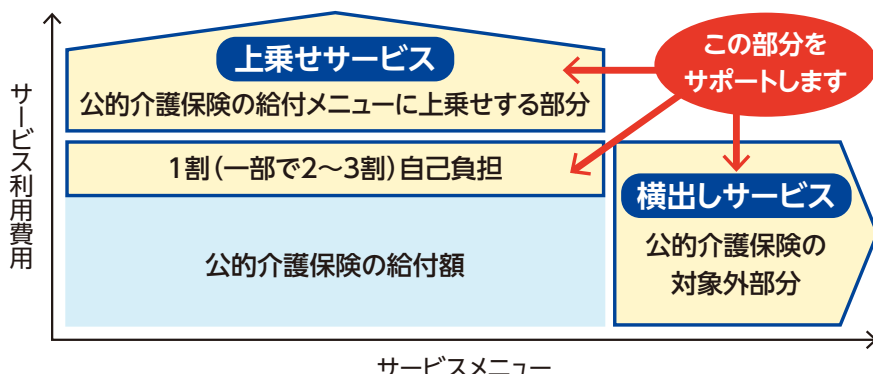 サービス利用費用
上乗せサービス
公的介護保険の給付メニューに上乗せする部分
1割(一部で2～3割)自己負担
公的介護保険の給付額
この部分を
サポートします
横出しサービス
公的介護保険の
対象外部分
サービスメニュー